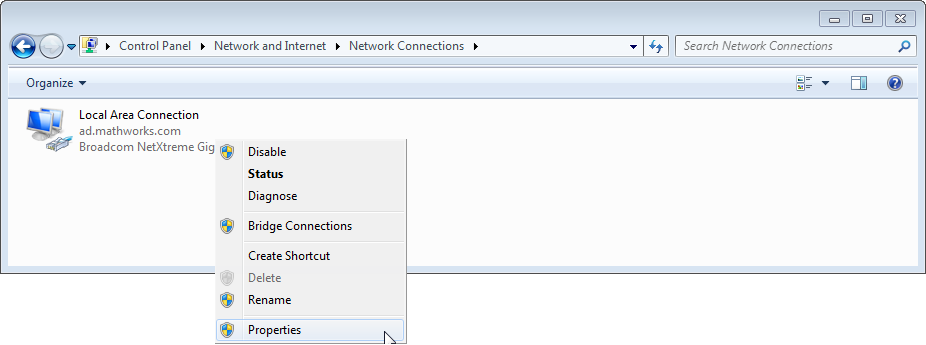 Control Panel Network and Internet Network Connections Search Network Connections
Organize
Local Area Connection
ad.mathworks.com
Broadcom NetXtreme Gig
Disable
Status
Diagnose
Bridge Connections
Create Shortcut
Delete
Rename
Properties